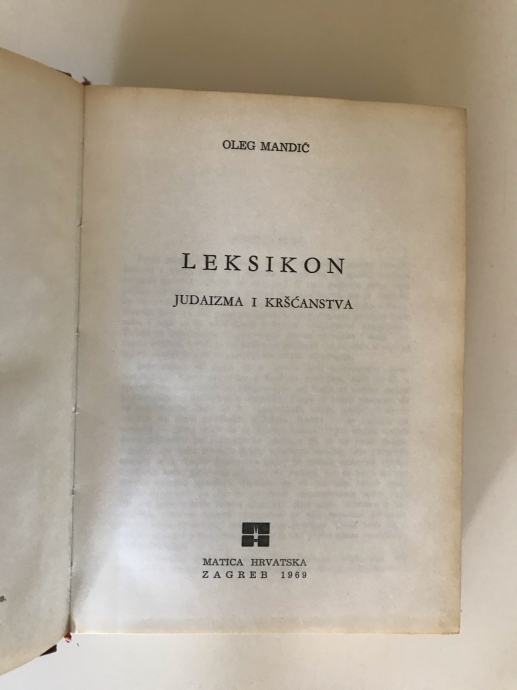 OLEG MANDIĆ
LEKSIKON
JUDAIZMA I KRŠĆANSTVA
MATICA HRVATSKA
ZAGREB 1969